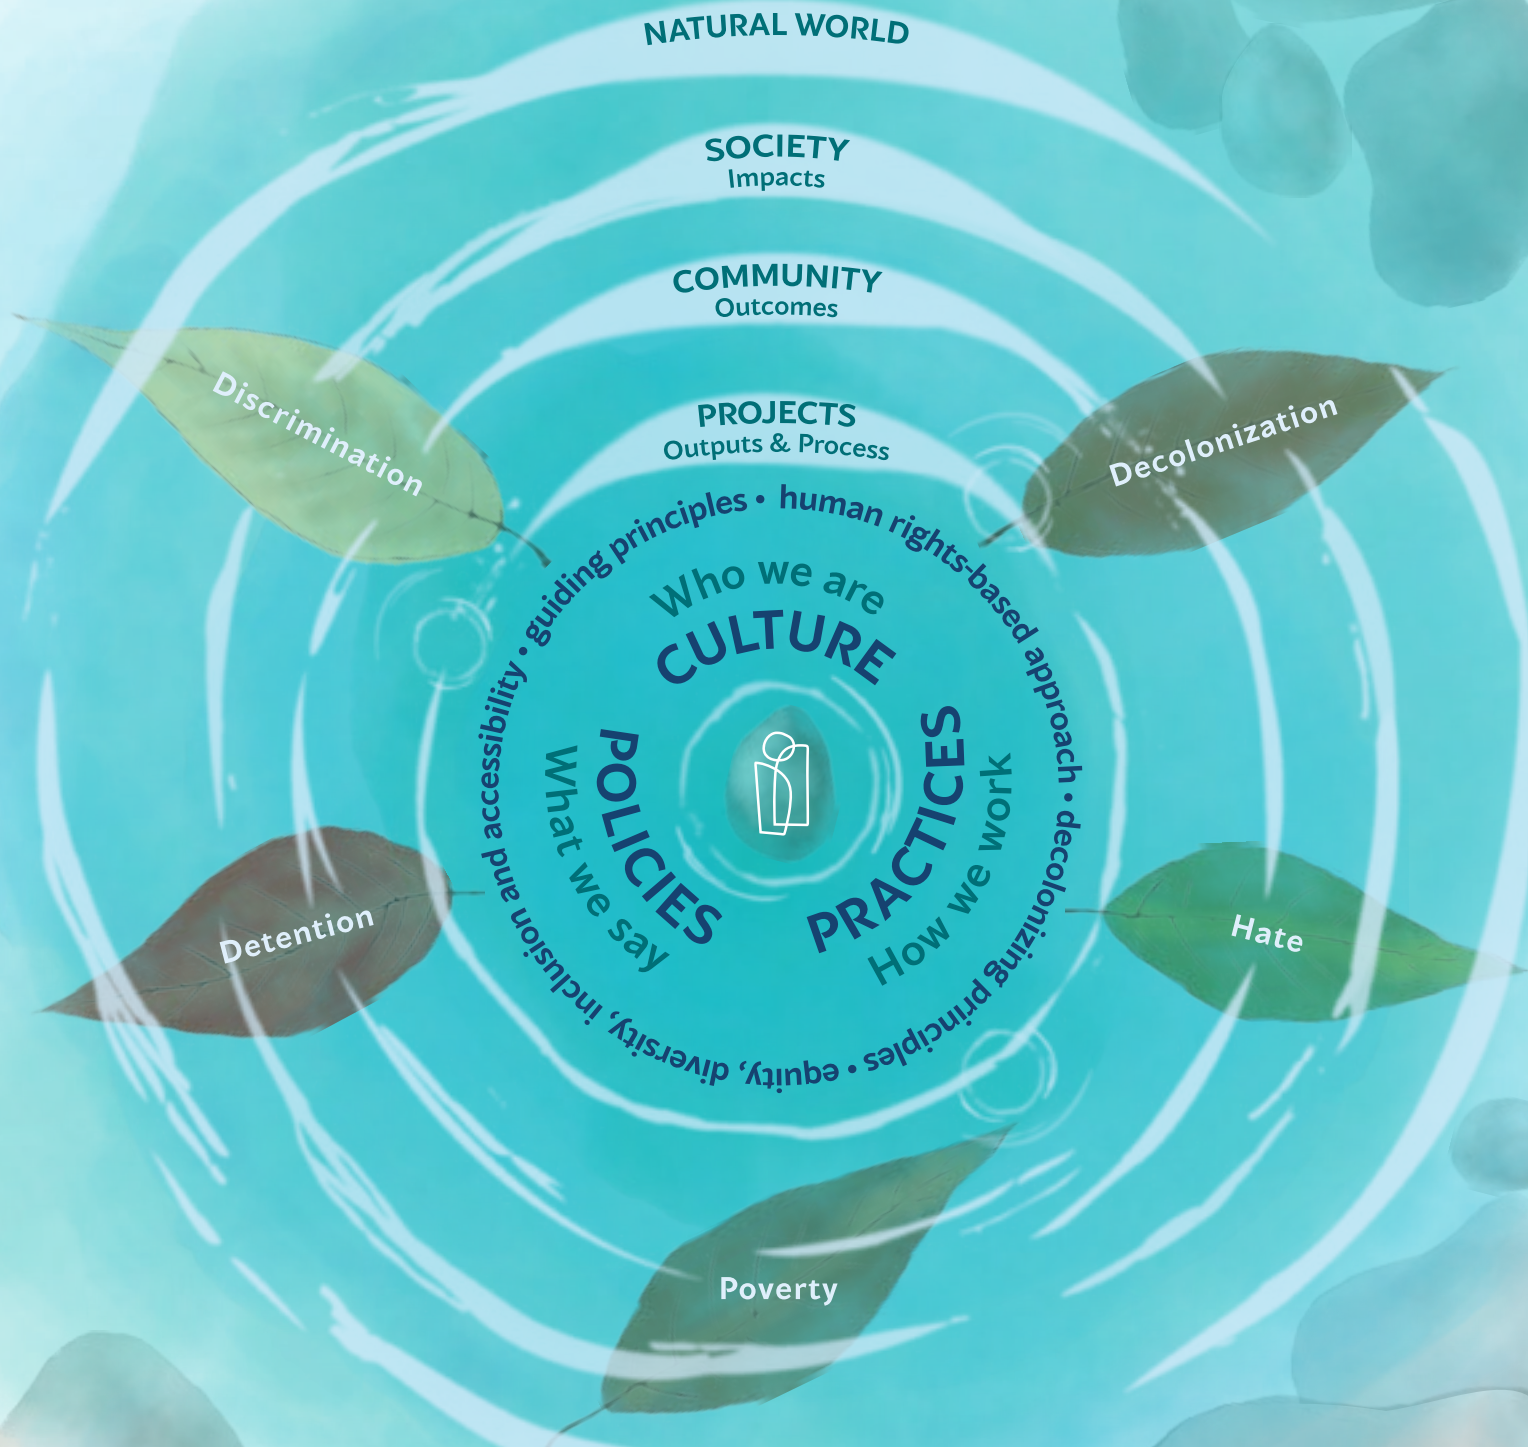 NATURAL WORLD
SOCIETY
Impacts
COMMUNITY
Outcomes
PROJECTS
Outputs & Process
Discrimination
Decolonization
human rights-based approach • decolonizing principles • equity, diversity, inclusion and accessibility • guiding principles •
Who we are
CULTURE
PRACTICES
How we work
POLICIES
What we say
Detention
Hate
Poverty